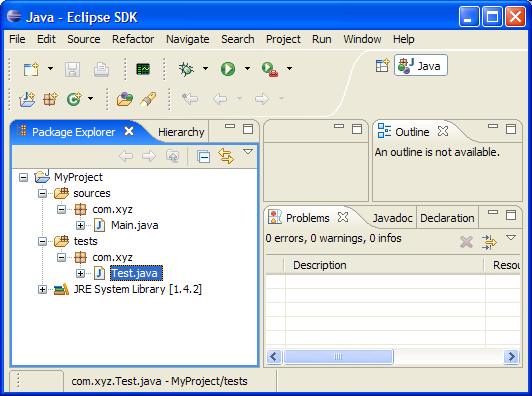 Java - Eclipse SDK
File Edit Source Refactor Navigate Search Project Run Window Help
Java
Package Explorer Hierarchy
Outline
An outline is not available.
MyProject
sources
com.xyz
Main.java
tests
com.xyz
Test.java
JRE System Library [1.4.2]
Problems Javadoc Declaration
0 errors, 0 warnings, 0 infos
Description Resou
com.xyz.Test.java - MyProject/tests